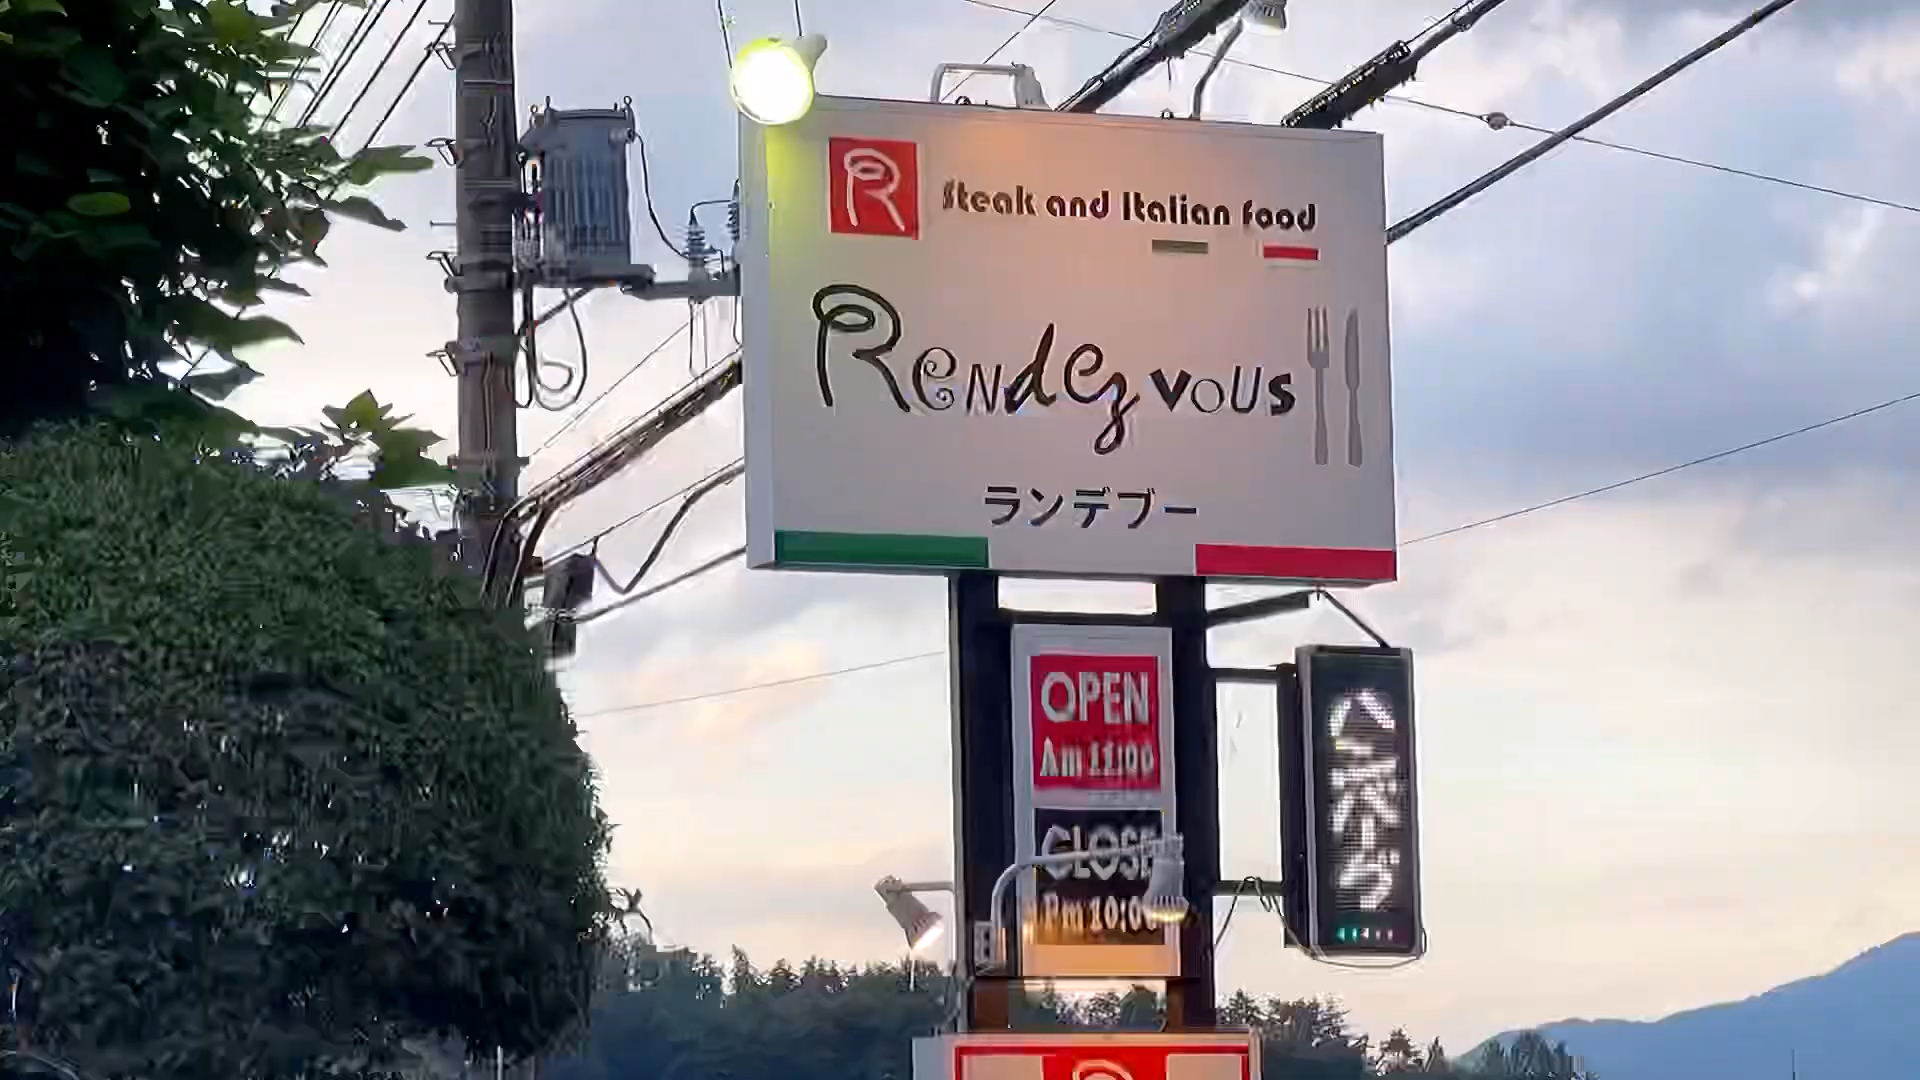 R
Steak and Italian food
Rendez vous
ランデブー
OPEN
Am 11:00
CLOSE
Pm 10:00
ハンバーグ
R